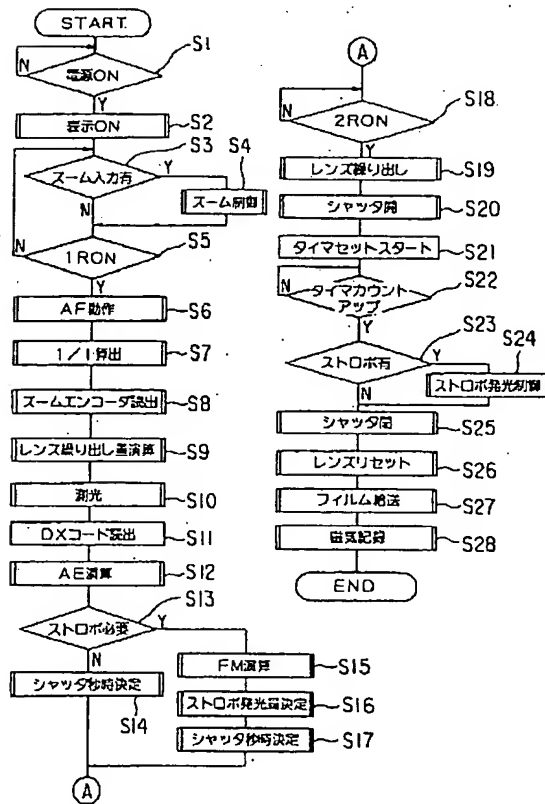 START
S1
N
電源ON
Y
表示ON
S2
S3
ズーム入力有
Y
S4
N
ズーム制御
S5
N
1RON
Y
AF動作
S6
1/l算出
S7
ズームエンコーダ読出
S8
レンズ繰り出し量演算
S9
測光
S10
DXコード読出
S11
AE演算
S12
S13
ストロボ必要
Y
N
シャッタ秒時決定
S14
FM演算
S15
ストロボ発光量決定
S16
シャッタ秒時決定
S17
A
A
S18
N
2RON
Y
レンズ繰り出し
S19
シャッタ開
S20
タイマセットスタート
S21
S22
N
タイマカウント
アップ
Y
S23
S24
ストロボ有
Y
ストロボ発光制御
N
シャッタ閉
S25
レンズリセット
S26
フィルム給送
S27
磁気記録
S28
END